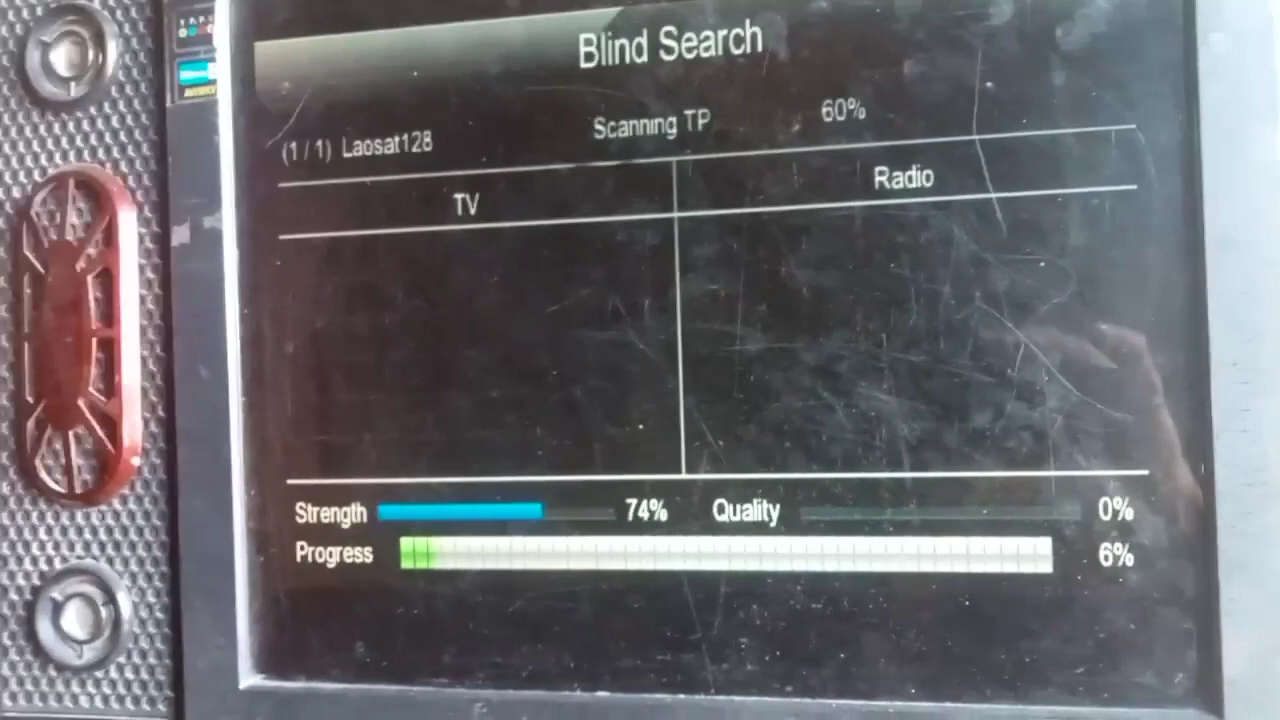 Blind Search
(1 / 1) Laosat128 Scanning TP 60%
TV Radio
Strength 74% Quality 0%
Progress 6%